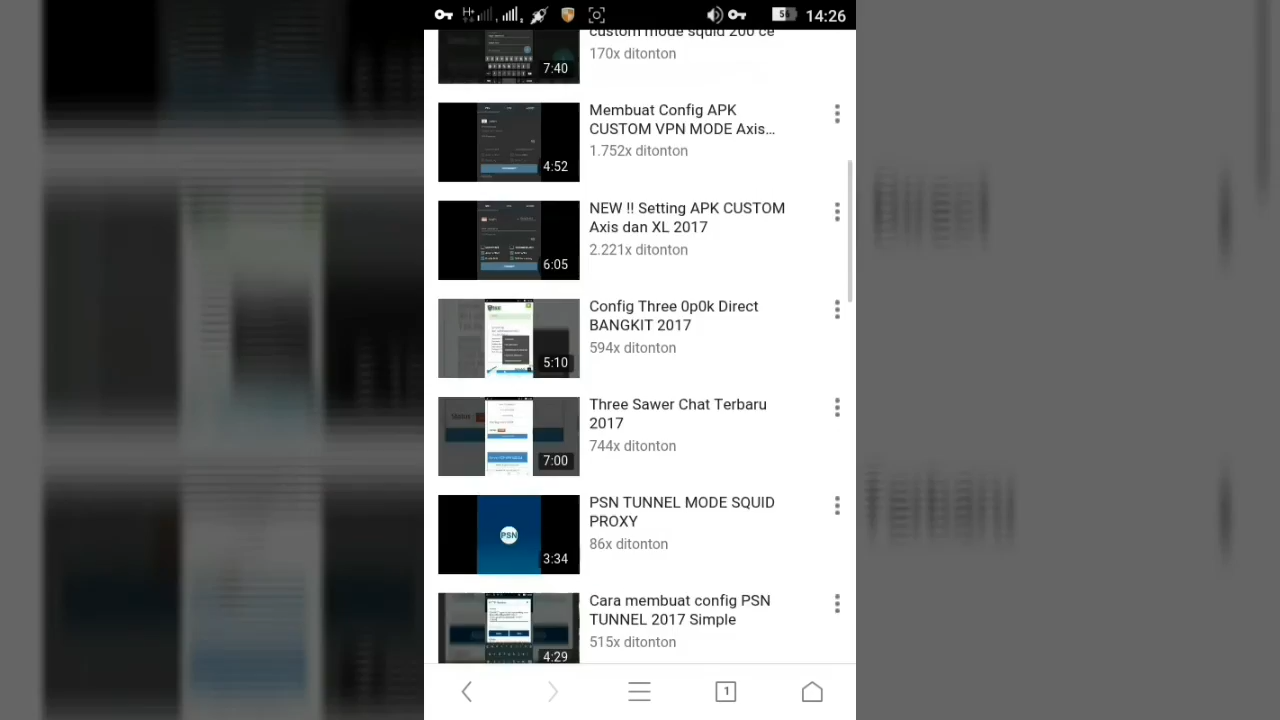 14:26
custom mode squid 200 ce
170x ditonton
7:40
Membuat Config APK
CUSTOM VPN MODE Axis...
1.752x ditonton
4:52
NEW !! Setting APK CUSTOM
Axis dan XL 2017
2.221x ditonton
6:05
Config Three 0p0k Direct
BANGKIT 2017
594x ditonton
5:10
Three Sawer Chat Terbaru
2017
744x ditonton
7:00
PSN TUNNEL MODE SQUID
PROXY
86x ditonton
PSN
3:34
Cara membuat config PSN
TUNNEL 2017 Simple
515x ditonton
4:29
1